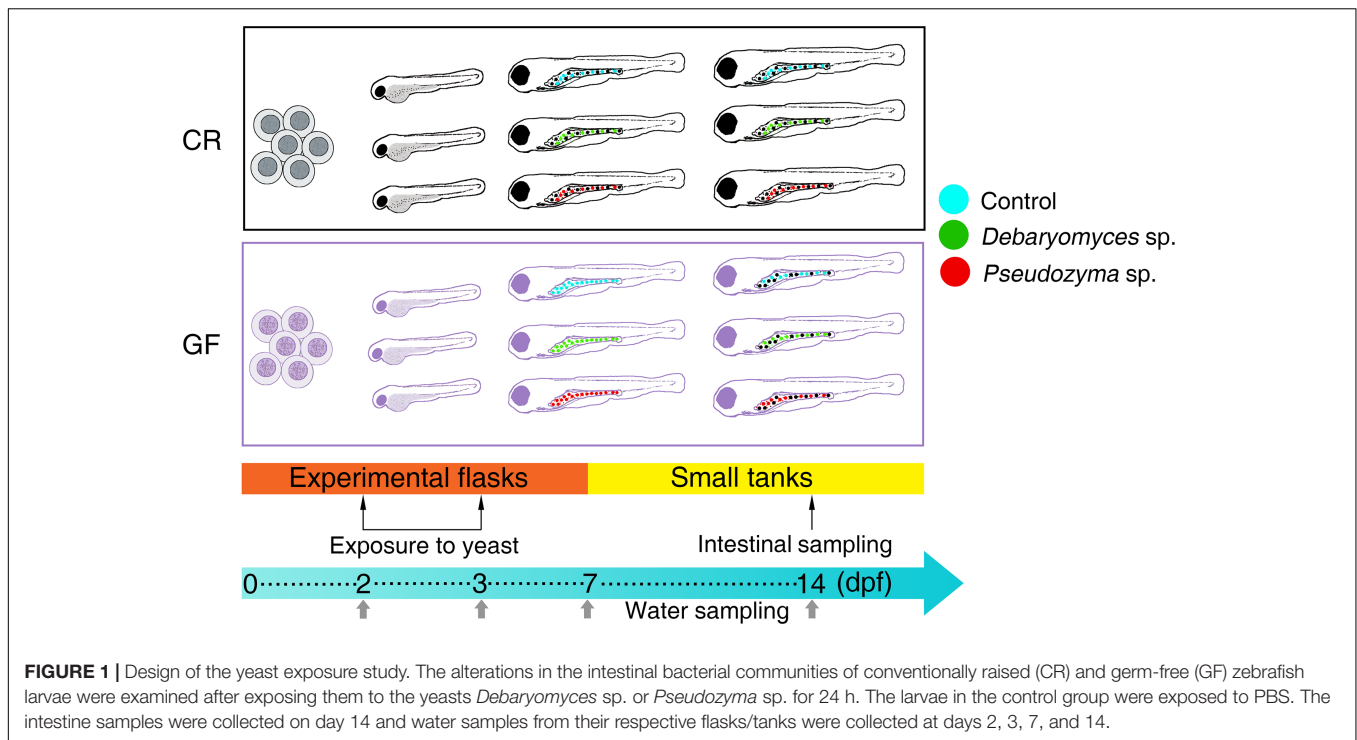 CR
Control
Debaryomyces sp.
Pseudozyma sp.
GF
Experimental flasks
Small tanks
Exposure to yeast
Intestinal sampling
0 2 3 7 14 (dpf)
Water sampling
FIGURE 1 | Design of the yeast exposure study. The alterations in the intestinal bacterial communities of conventionally raised (CR) and germ-free (GF) zebrafish
larvae were examined after exposing them to the yeasts Debaryomyces sp. or Pseudozyma sp. for 24 h. The larvae in the control group were exposed to PBS. The
intestine samples were collected on day 14 and water samples from their respective flasks/tanks were collected at days 2, 3, 7, and 14.